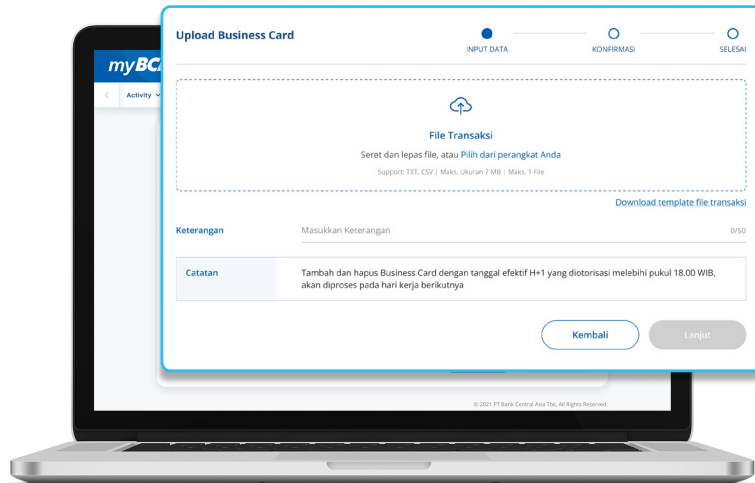 Upload Business Card
INPUT DATA
KONFIRMASI
SELESAI
Activity
File Transaksi
Seret dan lepas file, atau Pilih dari perangkat Anda
Support: TXT, CSV | Maks. Ukuran 7 MB | Maks. 1 File
Download template file transaksi
Keterangan
Masukkan Keterangan
0/50
Catatan
Tambah dan hapus Business Card dengan tanggal efektif H+1 yang diotorisasi melebihi pukul 18.00 WIB,
akan diproses pada hari kerja berikutnya
Kembali
Lanjut
© 2021 PT Bank Central Asia Tbk, All Rights Reserved.